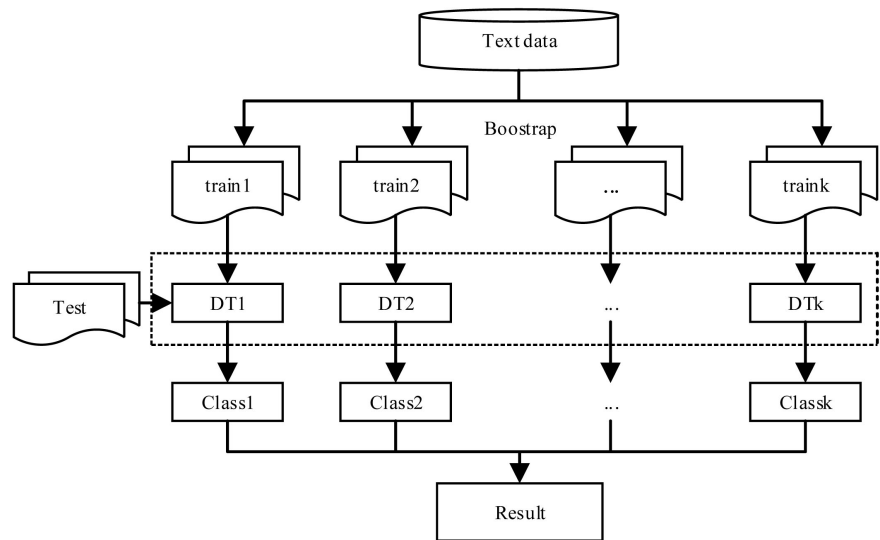 Text data
Boostrap
train1
train2
...
traink
Test
DT1
DT2
...
DTk
Class1
Class2
...
Classk
Result